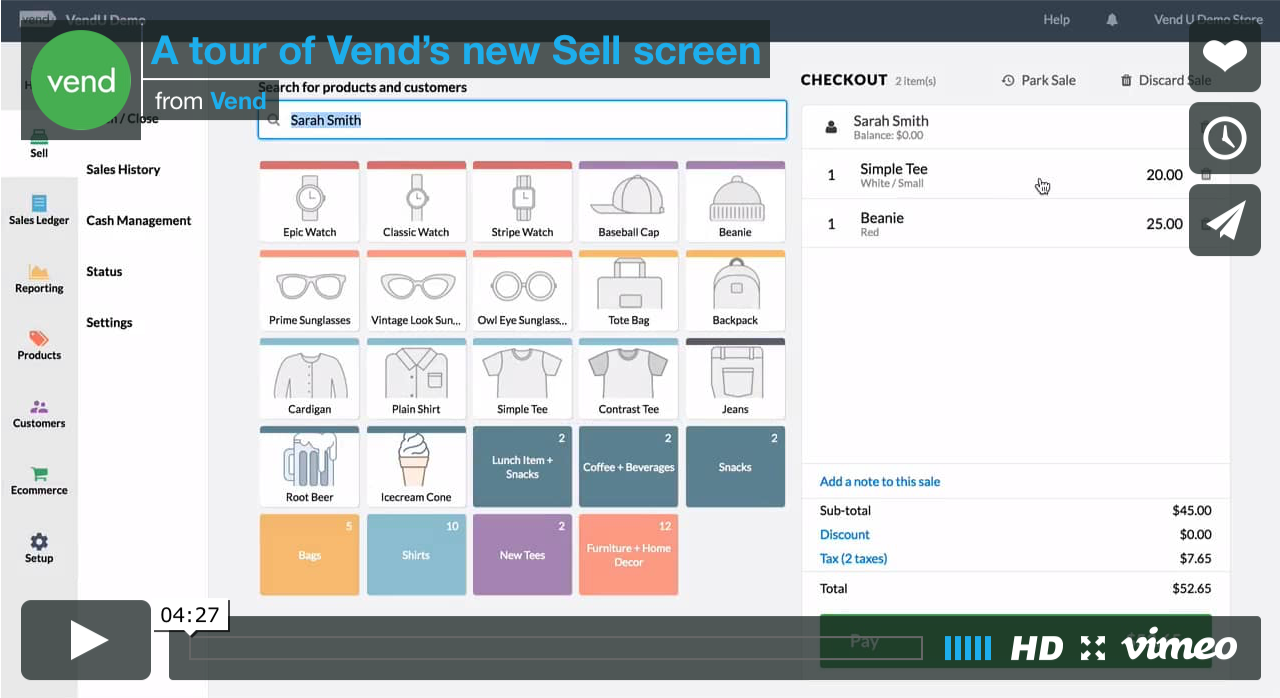 vend VendU Demo
Help
Vend U Demo Store
vend
A tour of Vend's new Sell screen
from Vend
/ Close
Sell
Sales Ledger
Reporting
Products
Customers
Ecommerce
Setup
Sales History
Cash Management
Status
Settings
Search for products and customers
Sarah Smith
Epic Watch
Classic Watch
Stripe Watch
Baseball Cap
Beanie
Prime Sunglasses
Vintage Look Sun...
Owl Eye Sunglass...
Tote Bag
Backpack
Cardigan
Plain Shirt
Simple Tee
Contrast Tee
Jeans
Root Beer
Icecream Cone
2
Lunch Item +
Snacks
2
Coffee + Beverages
2
Snacks
5
Bags
10
Shirts
2
New Tees
12
Furniture + Home
Decor
CHECKOUT 2 item(s)
Park Sale
Discard Sale
Sarah Smith
Balance: $0.00
1 Simple Tee 20.00
White / Small
1 Beanie 25.00
Red
Add a note to this sale
Sub-total $45.00
Discount $0.00
Tax (2 taxes) $7.65
Total $52.65
Pay
04:27
HD
vimeo